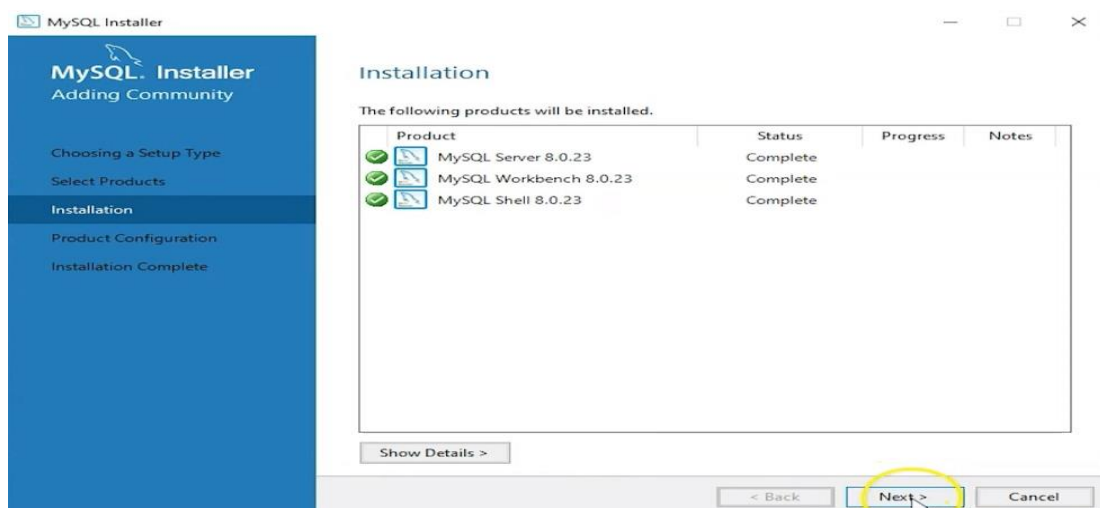 MySQL Installer
MySQL. Installer
Adding Community
Choosing a Setup Type
Select Products
Installation
Product Configuration
Installation Complete
Installation
The following products will be installed.
Product Status Progress Notes
MySQL Server 8.0.23 Complete
MySQL Workbench 8.0.23 Complete
MySQL Shell 8.0.23 Complete
Show Details >
< Back Next > Cancel